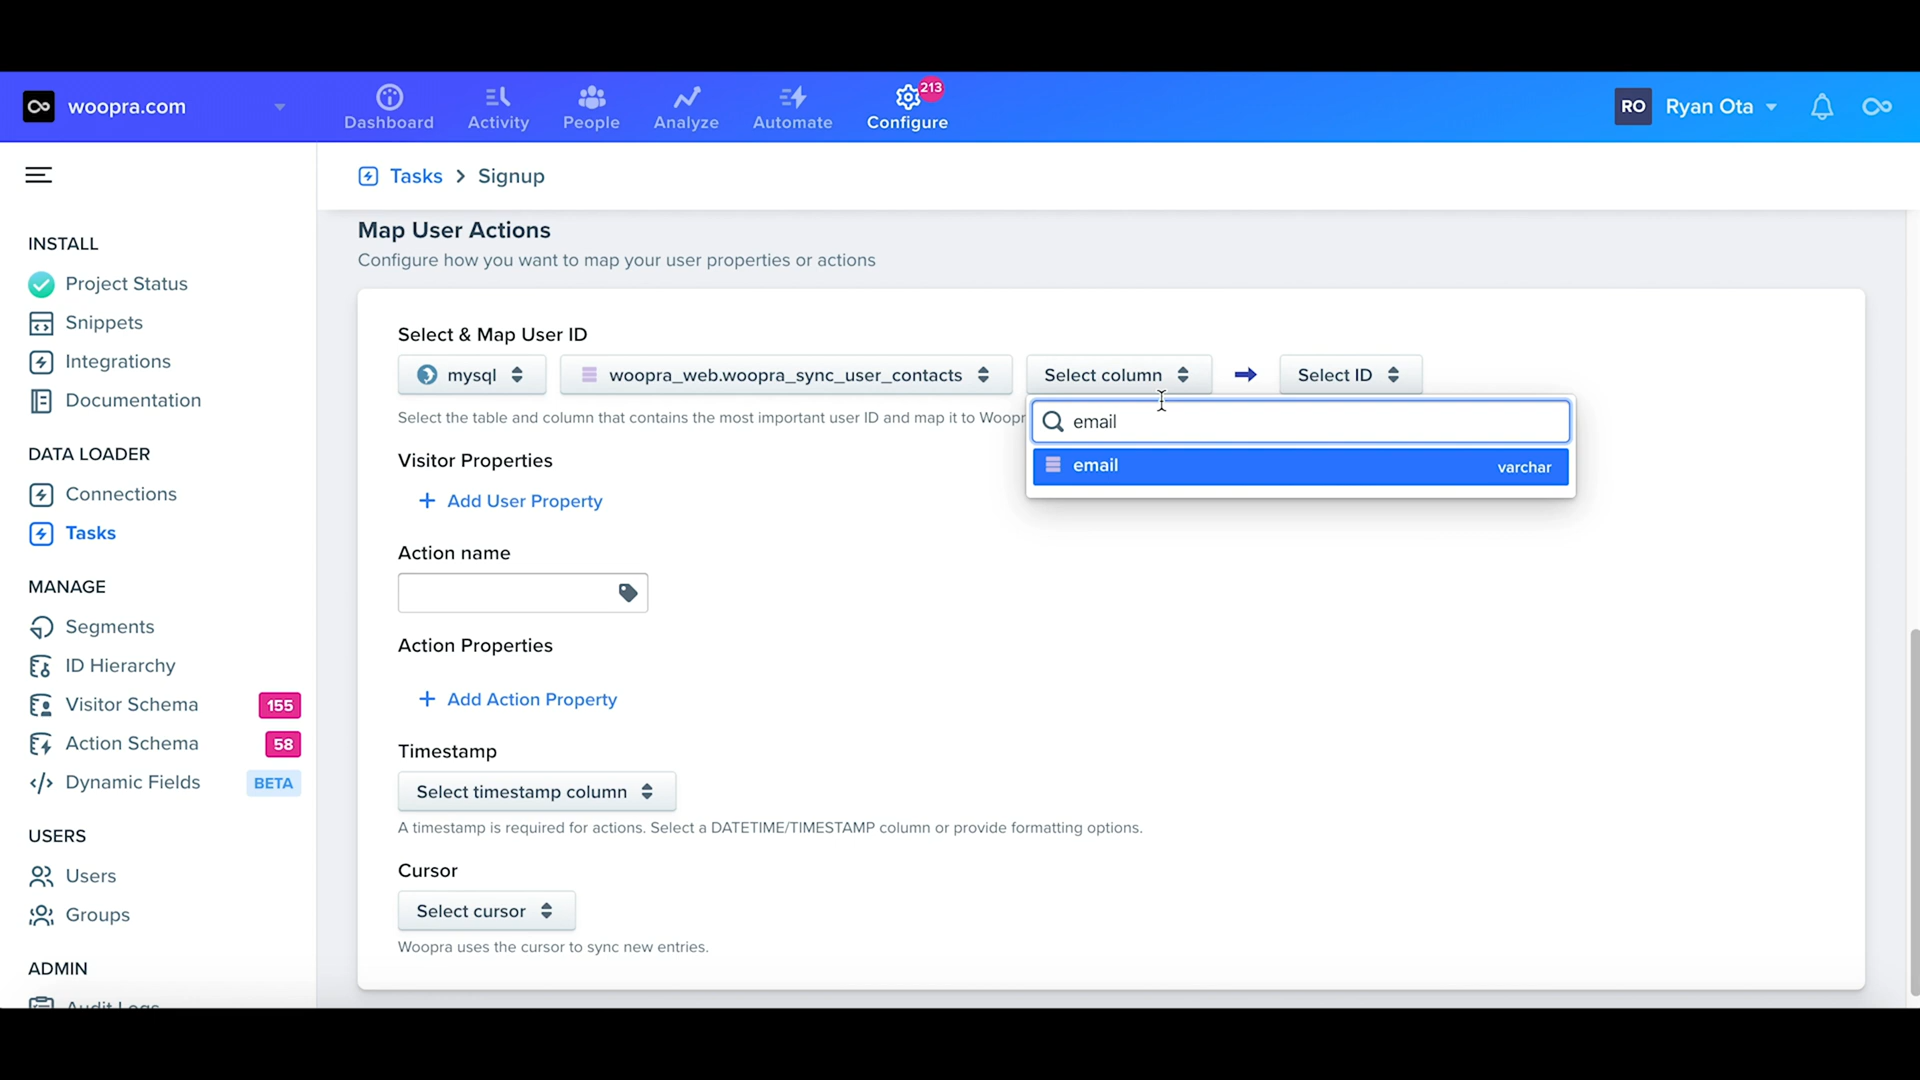 woopra.com
Dashboard
Activity
People
Analyze
Automate
213
Configure
RO
Ryan Ota
Tasks > Signup
INSTALL
Project Status
Snippets
Integrations
Documentation
DATA LOADER
Connections
Tasks
MANAGE
Segments
ID Hierarchy
Visitor Schema 155
Action Schema 58
Dynamic Fields BETA
USERS
Users
Groups
ADMIN
Audit Logs
Map User Actions
Configure how you want to map your user properties or actions
Select & Map User ID
mysql woopra_web.woopra_sync_user_contacts Select column Select ID
Select the table and column that contains the most important user ID and map it to Woopr
email
email varchar
Visitor Properties
+ Add User Property
Action name
Action Properties
+ Add Action Property
Timestamp
Select timestamp column
A timestamp is required for actions. Select a DATETIME/TIMESTAMP column or provide formatting options.
Cursor
Select cursor
Woopra uses the cursor to sync new entries.